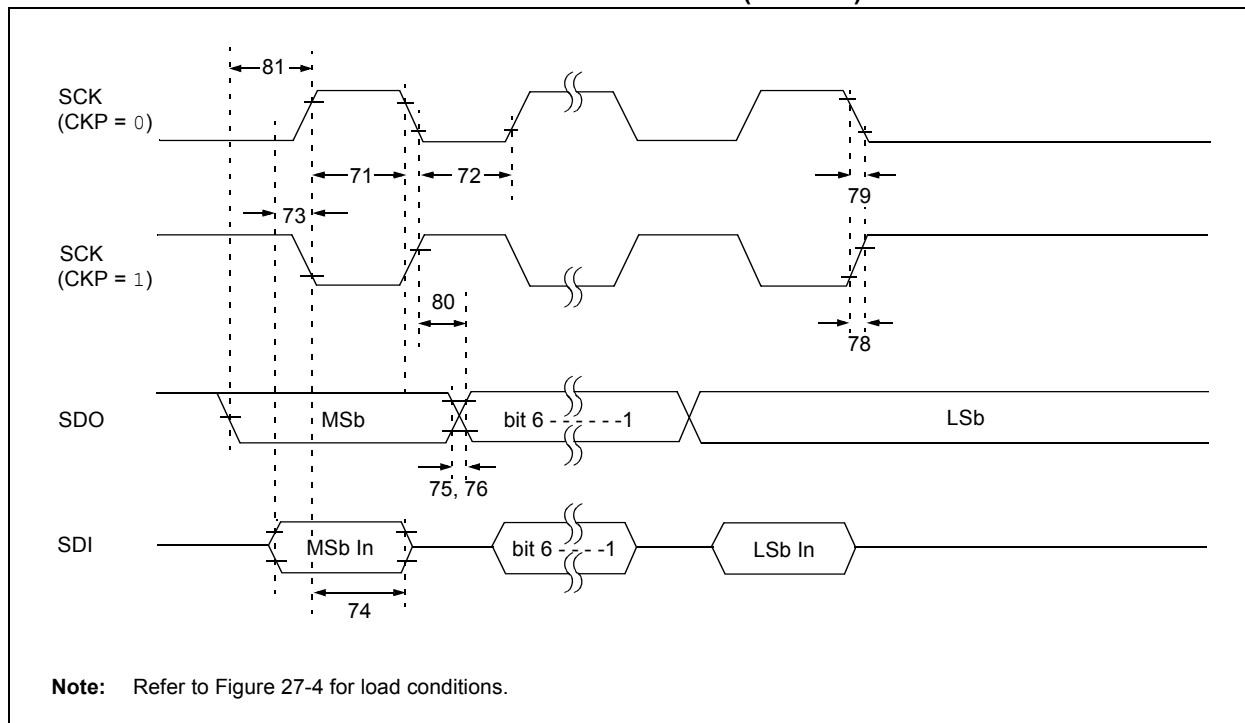 81
SCK
(CKP = 0)
71
72
79
73
SCK
(CKP = 1)
80
78
SDO
MSb
bit 6 - - - - - -1
LSb
75, 76
SDI
MSb In
bit 6 - - - -1
LSb In
74
Note: Refer to Figure 27-4 for load conditions.